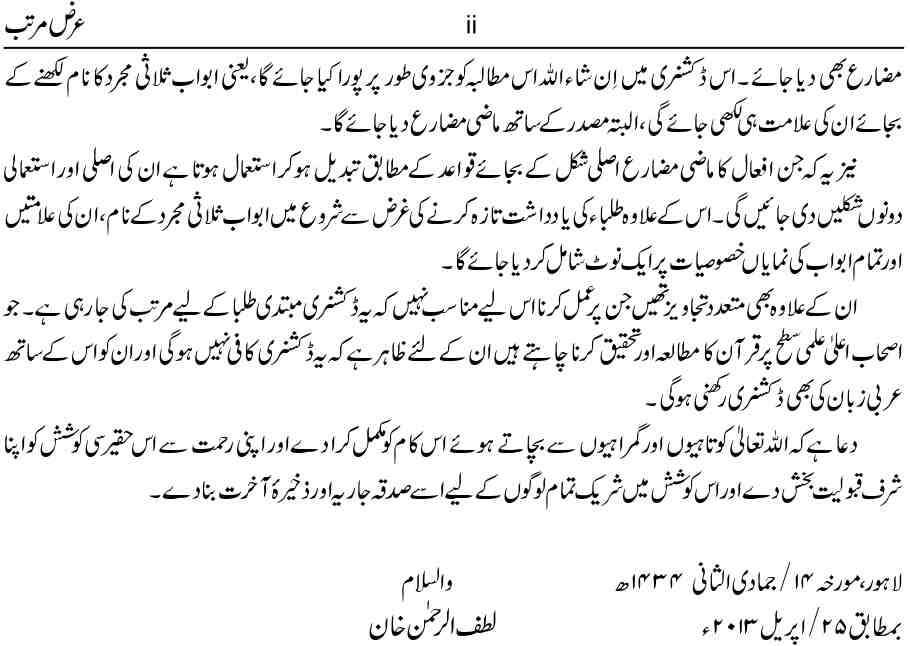 عرض مرتب ii
مضارع بھی دیا جائے۔ اس ڈکشنری میں اِن شاء اللہ اس مطالبہ کو جزوی طور پر پورا کیا جائے گا، یعنی ابواب ثلاثی مجرد کا نام لکھنے کے
بجائے ان کی علامت ہی لکھی جائے گی، البتہ مصدر کے ساتھ ماضی مضارع دیا جائے گا۔
نیز یہ کہ جن افعال کا ماضی مضارع اصلی شکل کے بجائے قواعد کے مطابق تبدیل ہو کر استعمال ہوتا ہے ان کی اصلی اور استعمالی
دونوں شکلیں دی جائیں گی۔ اس کے علاوہ طلباء کی یادداشت تازہ کرنے کی غرض سے شروع میں ابواب ثلاثی مجرد کے نام، ان کی علامتیں
اور تمام ابواب کی نمایاں خصوصیات پر ایک نوٹ شامل کر دیا جائے گا۔
ان کے علاوہ بھی متعدد تجاویز تھیں جن پر عمل کرنا اس لیے مناسب نہیں کہ یہ ڈکشنری مبتدی طلبا کے لیے مرتب کی جا رہی ہے۔ جو
اصحاب اعلیٰ علمی سطح پر قرآن کا مطالعہ اور تحقیق کرنا چاہتے ہیں ان کے لئے ظاہر ہے کہ یہ ڈکشنری کافی نہیں ہوگی اور ان کو اس کے ساتھ
عربی زبان کی بھی ڈکشنری رکھنی ہوگی۔
دعا ہے کہ اللہ تعالیٰ کوتاہیوں اور گمراہیوں سے بچاتے ہوئے اس کام کو مکمل کرا دے اور اپنی رحمت سے اس حقیر سی کوشش کو اپنا
شرف قبولیت بخش دے اور اس کوشش میں شریک تمام لوگوں کے لیے اسے صدقہ جاریہ اور ذخیرۂ آخرت بنا دے۔
لاہور، مورخہ ۱۴/ جمادی الثانی ۱۴۳۴ھ والسلام
بمطابق ۲۵/ اپریل ۲۰۱۳ء لطف الرحمٰن خان